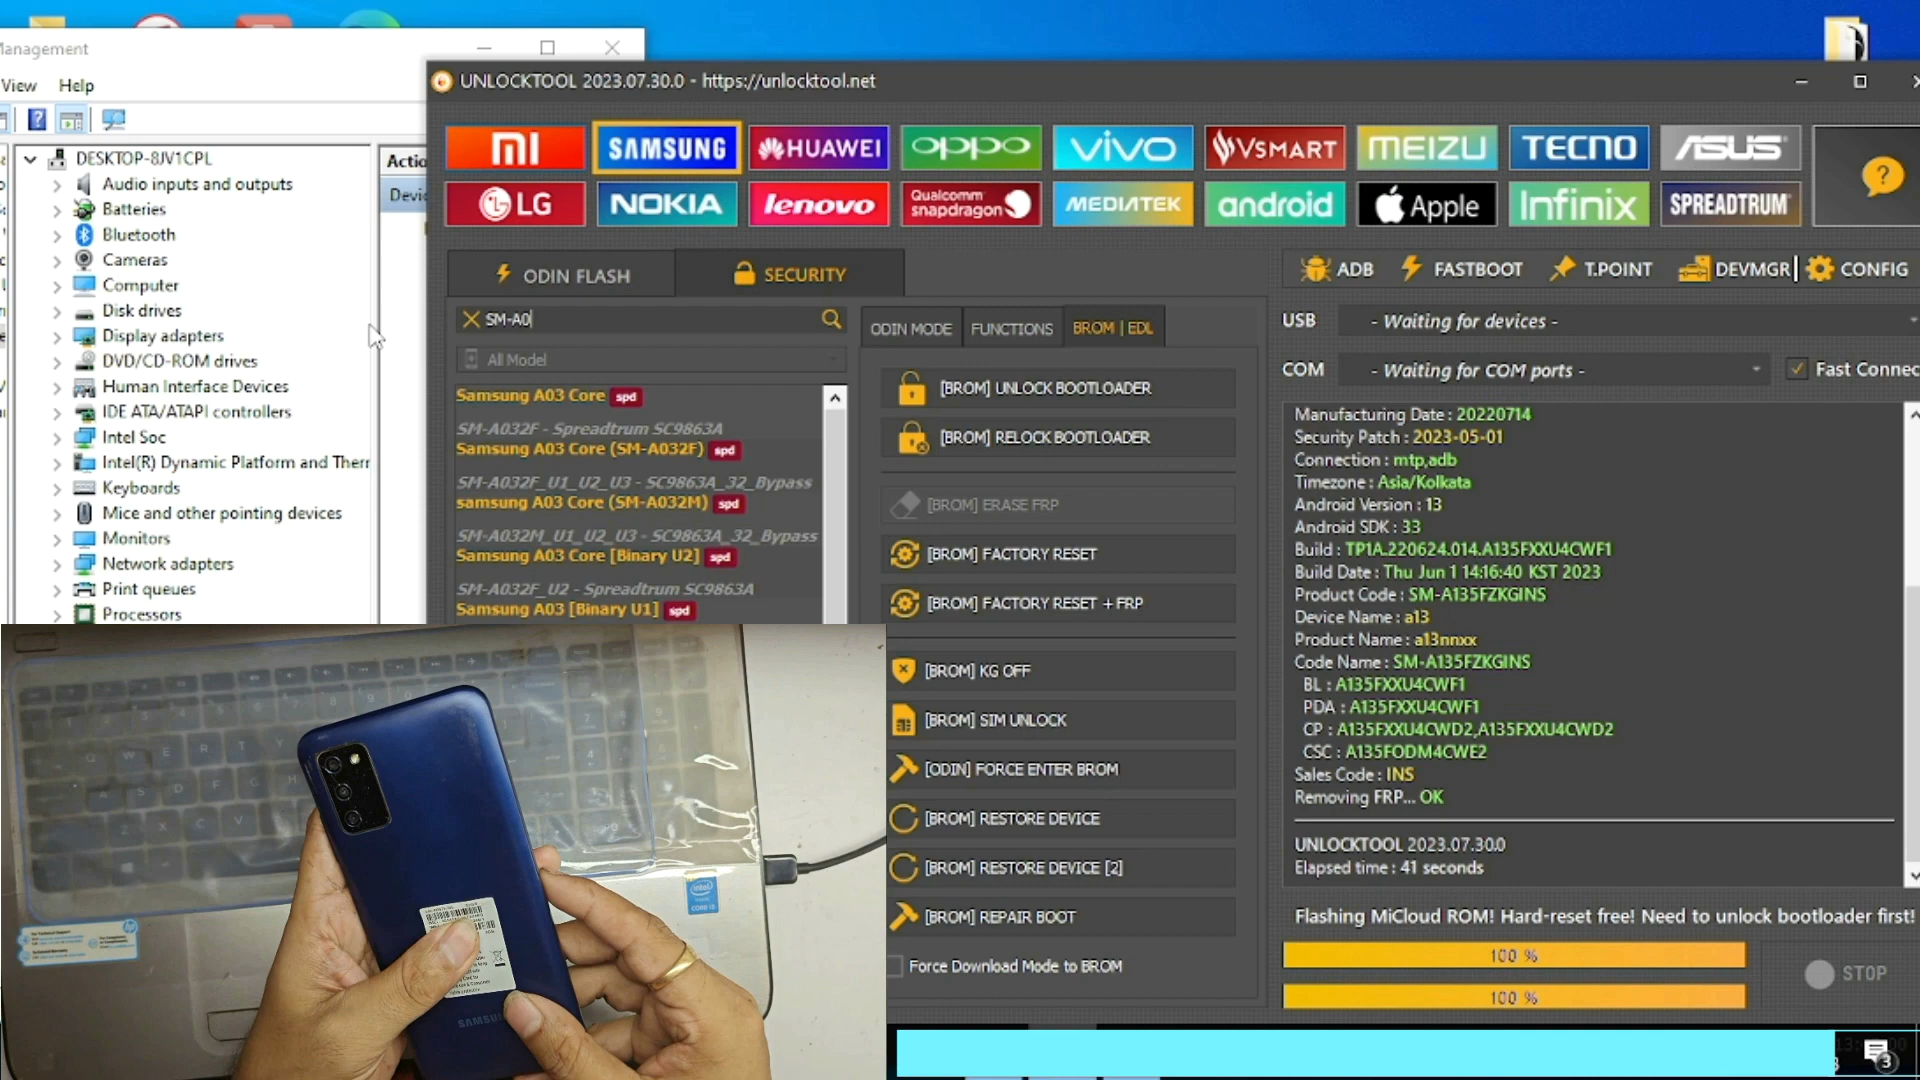 Management
View Help
DESKTOP-8JV1CPL
Audio inputs and outputs
Batteries
Bluetooth
Cameras
Computer
Disk drives
Display adapters
DVD/CD-ROM drives
Human Interface Devices
IDE ATA/ATAPI controllers
Intel Soc
Intel(R) Dynamic Platform and Therr
Keyboards
Mice and other pointing devices
Monitors
Network adapters
Print queues
Processors
Actio
Devi
UNLOCKTOOL 2023.07.30.0 - https://unlocktool.net
MI SAMSUNG HUAWEI oppo vivo VSMART MEIZU TECNO ASUS
LG NOKIA lenovo Qualcomm snapdragon MEDIATEK android Apple Infinix SPREADTRUM
?
ODIN FLASH SECURITY
SM-A0
All Model
Samsung A03 Core spd
SM-A032F - Spreadtrum SC9863A
Samsung A03 Core (SM-A032F) spd
SM-A032F_U1_U2_U3 - SC9863A_32_Bypass
samsung A03 Core (SM-A032M) spd
SM-A032M_U1_U2_U3 - SC9863A_32_Bypass
Samsung A03 Core [Binary U2] spd
SM-A032F_U2 - Spreadtrum SC9863A
Samsung A03 [Binary U1] spd
ODIN MODE FUNCTIONS BROM | EDL
[BROM] UNLOCK BOOTLOADER
[BROM] RELOCK BOOTLOADER
[BROM] ERASE FRP
[BROM] FACTORY RESET
[BROM] FACTORY RESET + FRP
[BROM] KG OFF
[BROM] SIM UNLOCK
[ODIN] FORCE ENTER BROM
[BROM] RESTORE DEVICE
[BROM] RESTORE DEVICE [2]
[BROM] REPAIR BOOT
Force Download Mode to BROM
ADB FASTBOOT T.POINT DEVMGR CONFIG
USB - Waiting for devices -
COM - Waiting for COM ports - Fast Connec
Manufacturing Date : 20220714
Security Patch : 2023-05-01
Connection : mtp,adb
Timezone : Asia/Kolkata
Android Version : 13
Android SDK : 33
Build : TP1A.220624.014.A135FXXU4CWF1
Build Date : Thu Jun 1 14:16:40 KST 2023
Product Code : SM-A135FZKGINS
Device Name : a13
Product Name : a13nnxx
Code Name : SM-A135FZKGINS
BL : A135FXXU4CWF1
PDA : A135FXXU4CWF1
CP : A135FXXU4CWD2,A135FXXU4CWD2
CSC : A135FODM4CWE2
Sales Code : INS
Removing FRP... OK
UNLOCKTOOL 2023.07.30.0
Elapsed time : 41 seconds
Flashing MiCloud ROM! Hard-reset free! Need to unlock bootloader first!
100 %
100 %
STOP
3
intel
CORE i3
hp
SAMSU